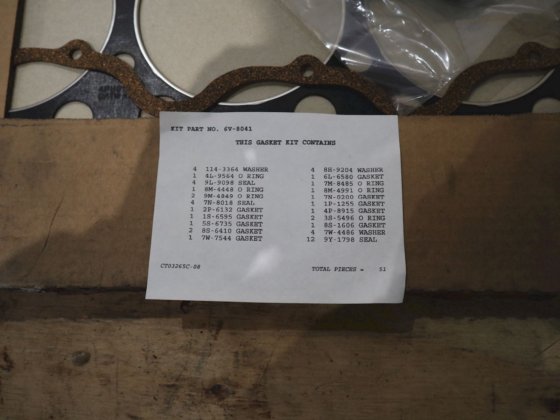 KIT PART NO. 6V-8041
THIS GASKET KIT CONTAINS
4 114-3364 WASHER
1 4L-9564 O RING
4 9L-9098 SEAL
1 8M-4448 O RING
2 9M-4849 O RING
4 7N-8018 SEAL
1 2P-6132 GASKET
1 1S-6595 GASKET
1 5S-6735 GASKET
2 8S-6410 GASKET
1 7W-7544 GASKET
4 8H-9204 WASHER
1 6L-6580 GASKET
1 7M-8485 O RING
1 8M-4991 O RING
1 7N-0200 GASKET
1 1P-1255 GASKET
1 4P-8915 GASKET
2 3S-5496 O RING
1 8S-1606 GASKET
4 7W-4486 WASHER
12 9Y-1798 SEAL
CT03265C-08
TOTAL PIECES = 51